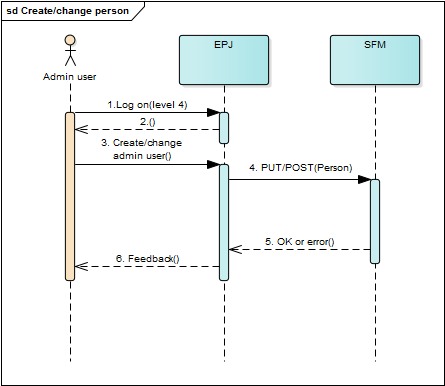 sd Create/change person
EPJ
SFM
Admin user
1.Log on(level 4)
2.()
3. Create/change
admin user()
4. PUT/POST(Person)
5. OK or error()
6. Feedback()